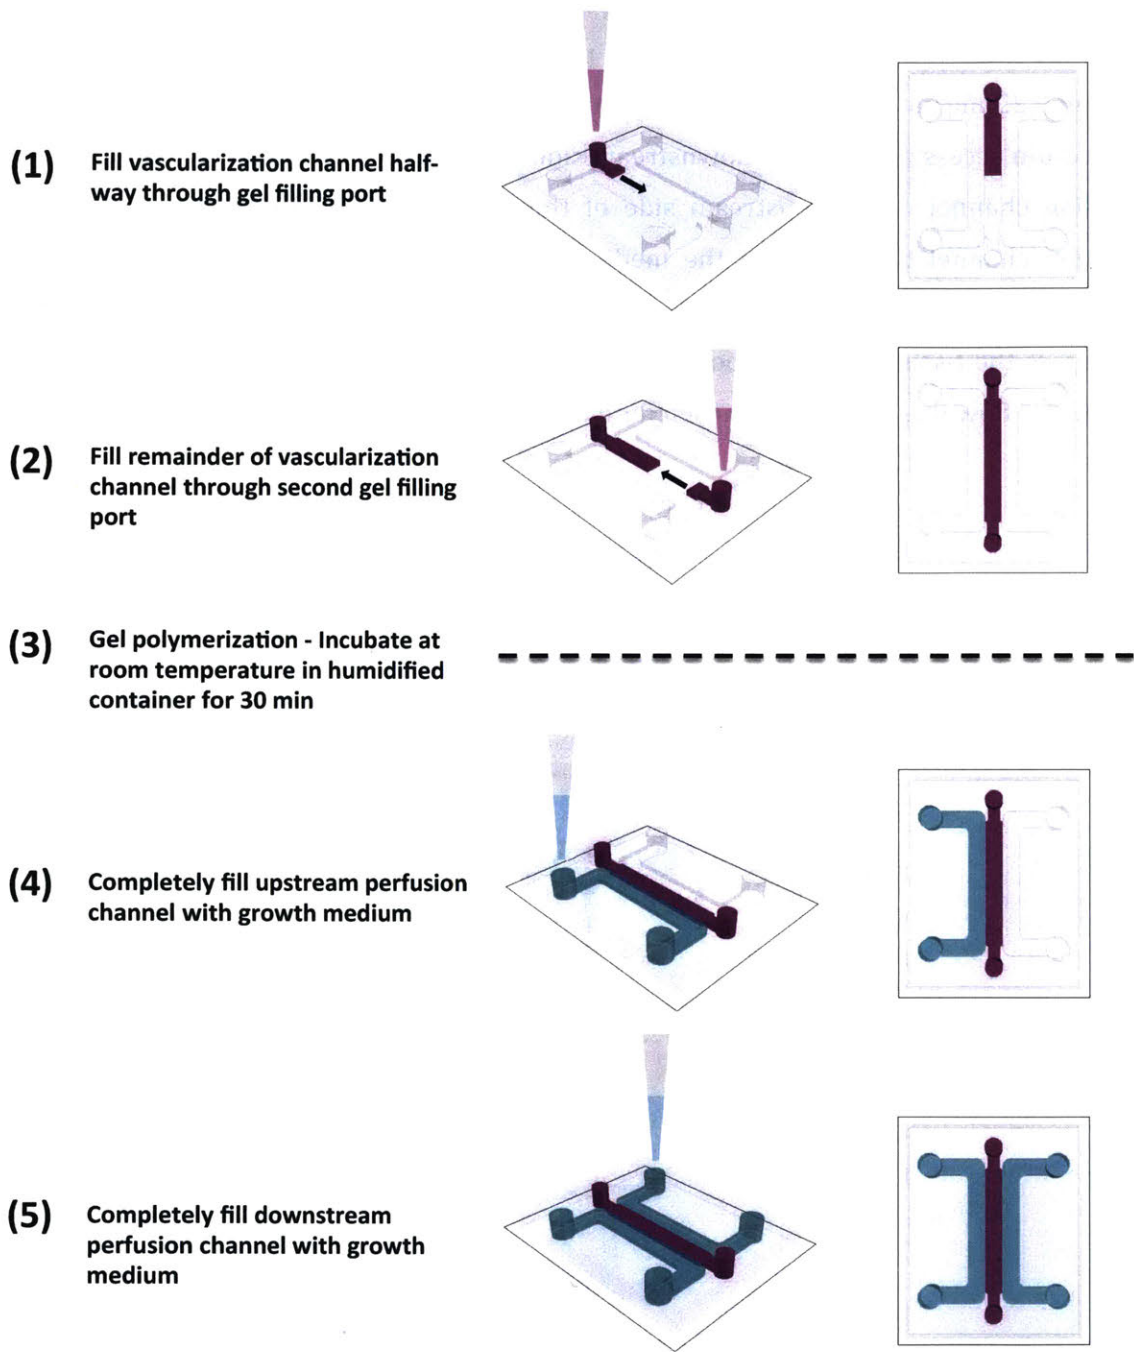 (1) Fill vascularization channel half-
way through gel filling port
(2) Fill remainder of vascularization
channel through second gel filling
port
(3) Gel polymerization - Incubate at
room temperature in humidified
container for 30 min
(4) Completely fill upstream perfusion
channel with growth medium
(5) Completely fill downstream
perfusion channel with growth
medium